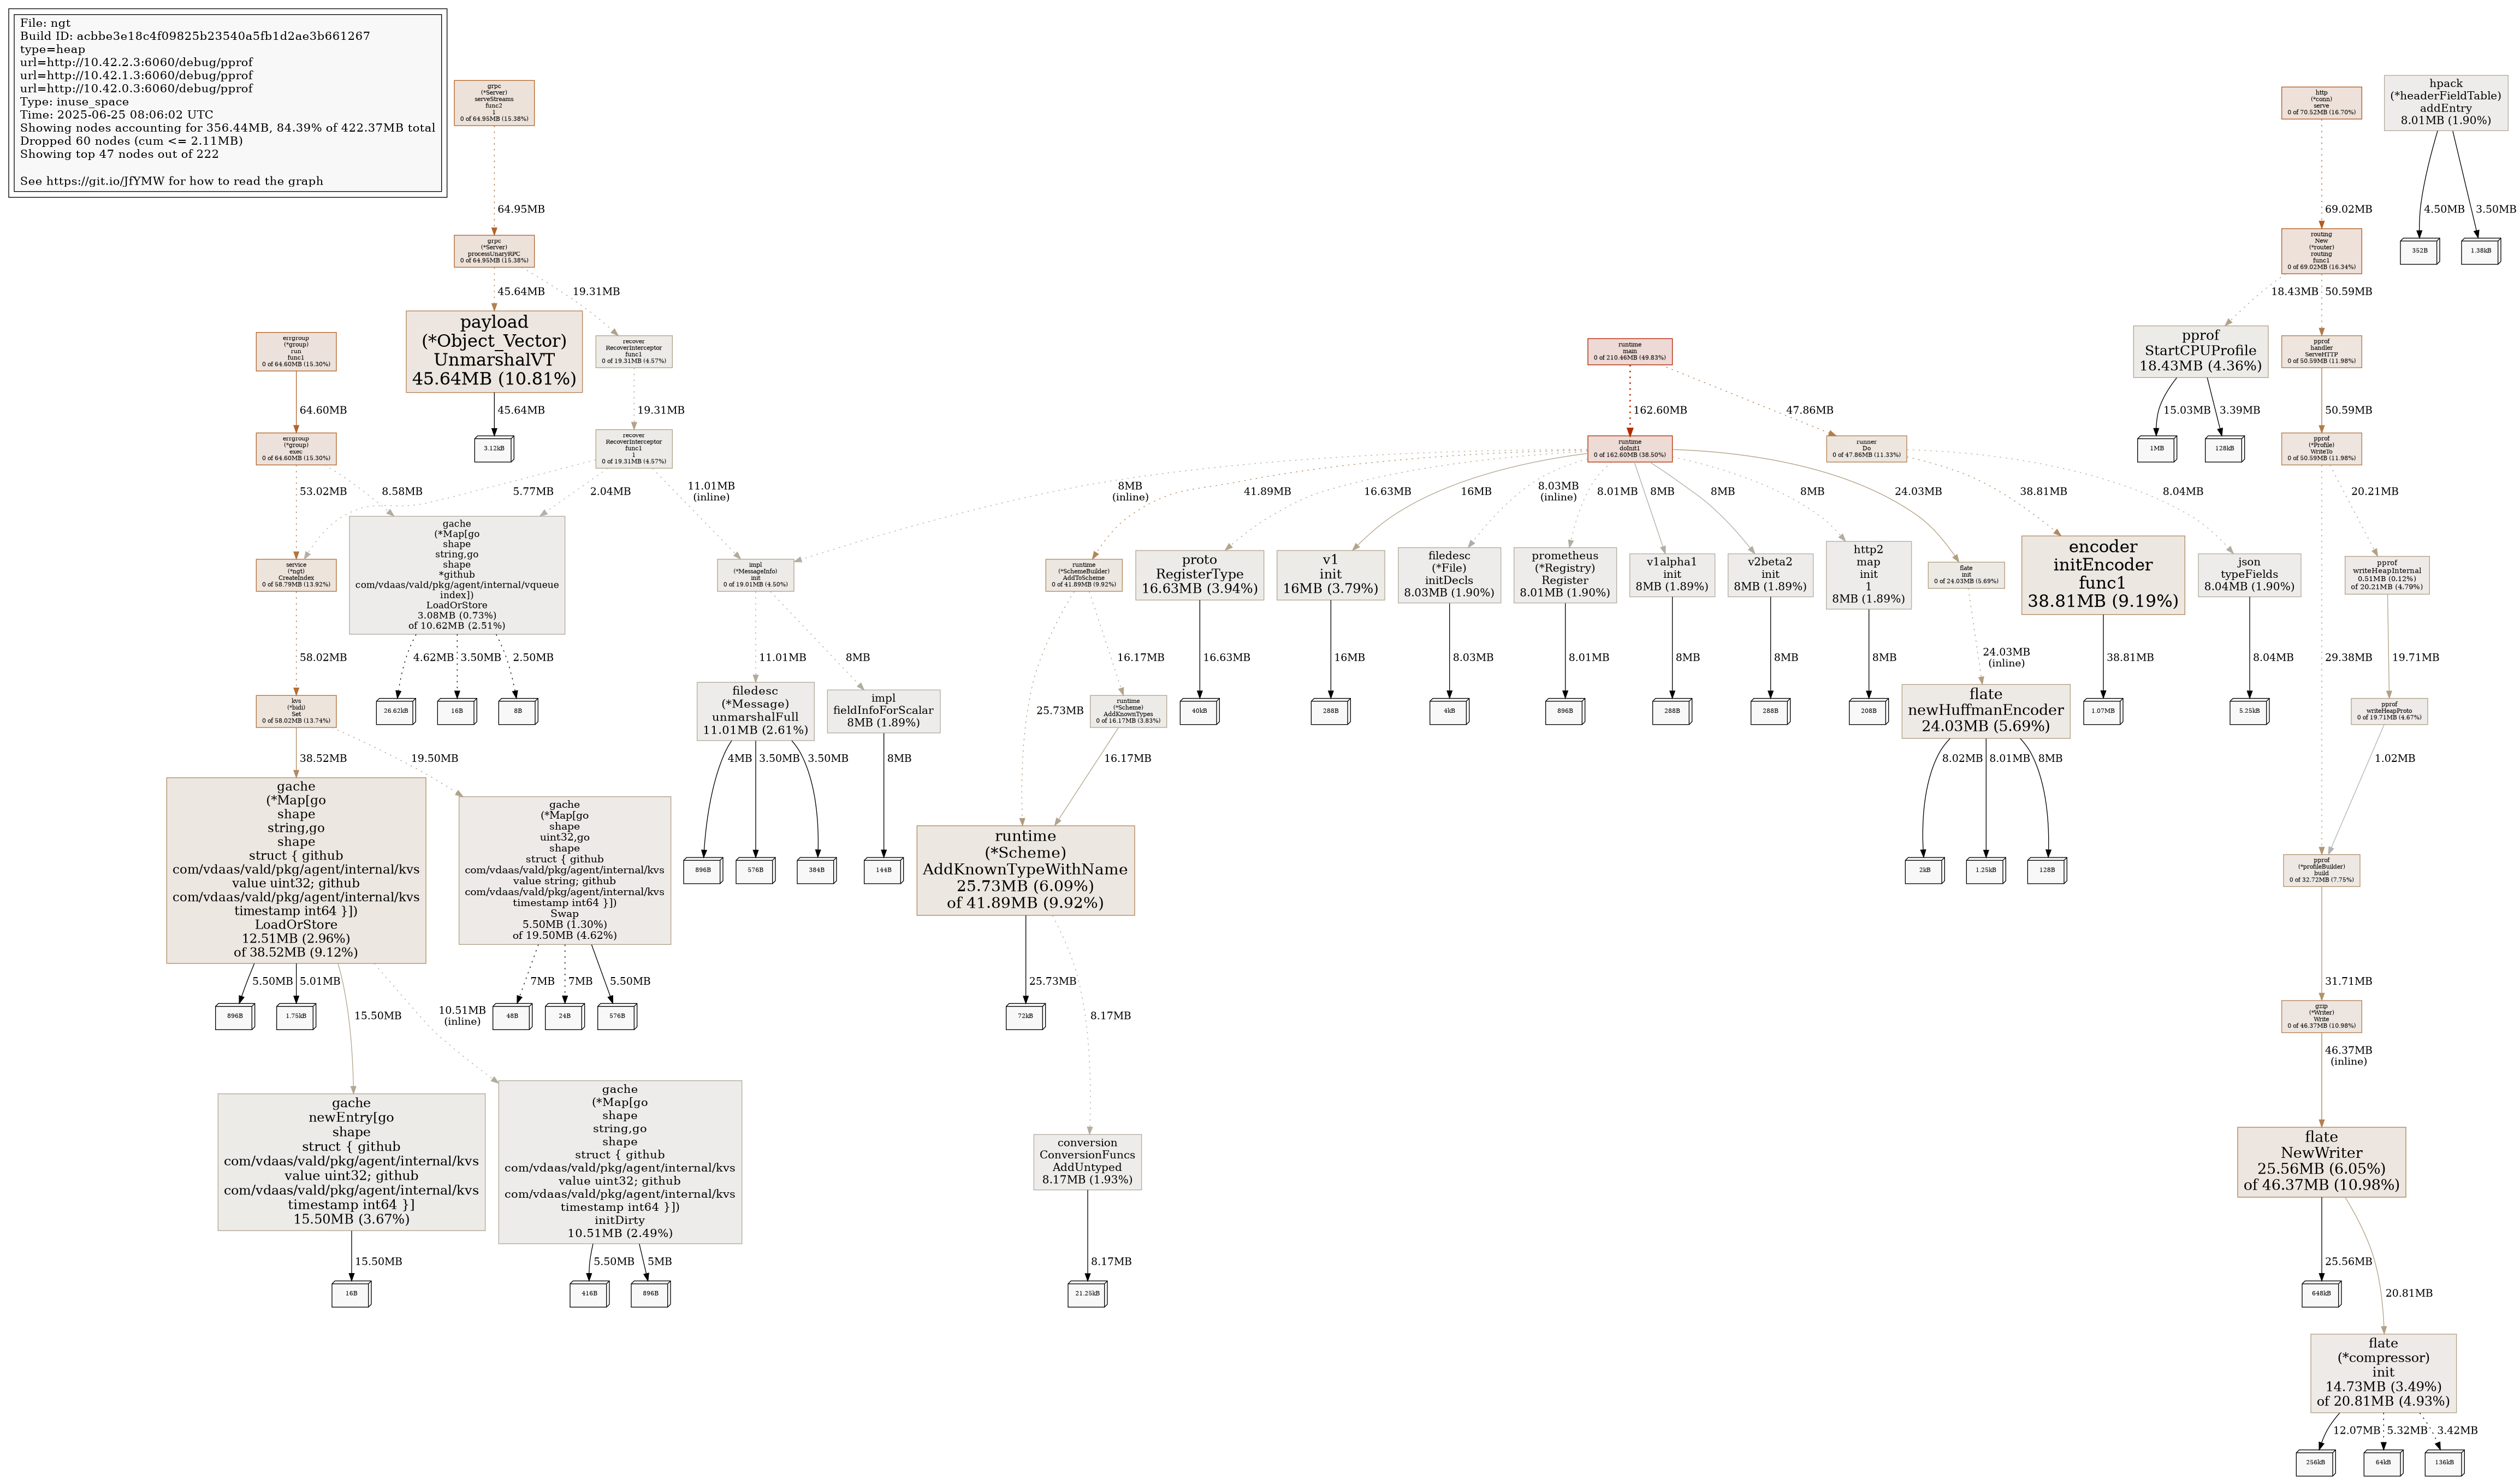 File: ngt
Build ID: acbbe3e18c4f09825b23540a5fb1d2ae3b661267
type=heap
url=http://10.42.2.3:6060/debug/pprof
url=http://10.42.1.3:6060/debug/pprof
url=http://10.42.0.3:6060/debug/pprof
Type: inuse_space
Time: 2025-06-25 08:06:02 UTC
Showing nodes accounting for 356.44MB, 84.39% of 422.37MB total
Dropped 60 nodes (cum <= 2.11MB)
Showing top 47 nodes out of 222
See https://git.io/JfYMW for how to read the graph
grpc
(*Server)
serveStreams
func2
1
0 of 64.95MB (15.38%)
64.95MB
grpc
(*Server)
processUnaryRPC
0 of 64.95MB (15.38%)
45.64MB
19.31MB
payload
(*Object_Vector)
UnmarshalVT
45.64MB (10.81%)
45.64MB
3.12kB
recover
RecoverInterceptor
func1
0 of 19.31MB (4.57%)
19.31MB
recover
RecoverInterceptor
func1
1
0 of 19.31MB (4.57%)
5.77MB
2.04MB
11.01MB
(inline)
errgroup
(*group)
run
func1
0 of 64.60MB (15.30%)
64.60MB
errgroup
(*group)
exec
0 of 64.60MB (15.30%)
53.02MB
8.58MB
service
(*ngt)
CreateIndex
0 of 58.79MB (13.92%)
58.02MB
gache
(*Map[go
shape
string,go
shape
*github
com/vdaas/vald/pkg/agent/internal/vqueue
index])
LoadOrStore
3.08MB (0.73%)
of 10.62MB (2.51%)
4.62MB
3.50MB
2.50MB
26.62kB
16B
8B
kvs
(*bidi)
Set
0 of 58.02MB (13.74%)
38.52MB
19.50MB
gache
(*Map[go
shape
string,go
shape
struct { github
com/vdaas/vald/pkg/agent/internal/kvs
value uint32; github
com/vdaas/vald/pkg/agent/internal/kvs
timestamp int64 }])
LoadOrStore
12.51MB (2.96%)
of 38.52MB (9.12%)
5.50MB
5.01MB
15.50MB
10.51MB
(inline)
896B
1.75kB
gache
(*Map[go
shape
uint32,go
shape
struct { github
com/vdaas/vald/pkg/agent/internal/kvs
value string; github
com/vdaas/vald/pkg/agent/internal/kvs
timestamp int64 }])
Swap
5.50MB (1.30%)
of 19.50MB (4.62%)
7MB
7MB
5.50MB
48B
24B
576B
gache
newEntry[go
shape
struct { github
com/vdaas/vald/pkg/agent/internal/kvs
value uint32; github
com/vdaas/vald/pkg/agent/internal/kvs
timestamp int64 }]
15.50MB (3.67%)
15.50MB
16B
gache
(*Map[go
shape
string,go
shape
struct { github
com/vdaas/vald/pkg/agent/internal/kvs
value uint32; github
com/vdaas/vald/pkg/agent/internal/kvs
timestamp int64 }])
initDirty
10.51MB (2.49%)
5.50MB
5MB
416B
896B
runtime
main
0 of 210.46MB (49.83%)
162.60MB
47.86MB
runtime
doInit1
0 of 162.60MB (38.50%)
8MB
(inline)
41.89MB
16.63MB
16MB
8.03MB
(inline)
8.01MB
8MB
8MB
8MB
24.03MB
impl
(*MessageInfo)
init
0 of 19.01MB (4.50%)
11.01MB
8MB
filedesc
(*Message)
unmarshalFull
11.01MB (2.61%)
4MB
3.50MB
3.50MB
896B
576B
384B
impl
fieldInfoForScalar
8MB (1.89%)
8MB
144B
runtime
(*SchemeBuilder)
AddToScheme
0 of 41.89MB (9.92%)
25.73MB
16.17MB
runtime
(*Scheme)
AddKnownTypes
0 of 16.17MB (3.83%)
16.17MB
runtime
(*Scheme)
AddKnownTypeWithName
25.73MB (6.09%)
of 41.89MB (9.92%)
25.73MB
8.17MB
72kB
conversion
ConversionFuncs
AddUntyped
8.17MB (1.93%)
8.17MB
21.25kB
proto
RegisterType
16.63MB (3.94%)
16.63MB
40kB
v1
init
16MB (3.79%)
16MB
288B
filedesc
(*File)
initDecls
8.03MB (1.90%)
8.03MB
4kB
prometheus
(*Registry)
Register
8.01MB (1.90%)
8.01MB
896B
v1alpha1
init
8MB (1.89%)
8MB
288B
v2beta2
init
8MB (1.89%)
8MB
288B
http2
map
init
1
8MB (1.89%)
8MB
208B
flate
init
0 of 24.03MB (5.69%)
24.03MB
(inline)
flate
newHuffmanEncoder
24.03MB (5.69%)
8.02MB
8.01MB
8MB
2kB
1.25kB
128B
runner
Do
0 of 47.86MB (11.33%)
38.81MB
8.04MB
encoder
initEncoder
func1
38.81MB (9.19%)
38.81MB
1.07MB
json
typeFields
8.04MB (1.90%)
8.04MB
5.25kB
http
(*conn)
serve
0 of 70.52MB (16.70%)
69.02MB
routing
New
(*router)
routing
func1
0 of 69.02MB (16.34%)
18.43MB
50.59MB
pprof
StartCPUProfile
18.43MB (4.36%)
15.03MB
3.39MB
1MB
128kB
pprof
handler
ServeHTTP
0 of 50.59MB (11.98%)
50.59MB
pprof
(*Profile)
WriteTo
0 of 50.59MB (11.98%)
29.38MB
20.21MB
pprof
writeHeapInternal
0.51MB (0.12%)
of 20.21MB (4.79%)
19.71MB
pprof
writeHeapProto
0 of 19.71MB (4.67%)
1.02MB
pprof
(*profileBuilder)
build
0 of 32.72MB (7.75%)
31.71MB
gzip
(*Writer)
Write
0 of 46.37MB (10.98%)
46.37MB
(inline)
flate
NewWriter
25.56MB (6.05%)
of 46.37MB (10.98%)
25.56MB
20.81MB
648kB
flate
(*compressor)
init
14.73MB (3.49%)
of 20.81MB (4.93%)
12.07MB
5.32MB
3.42MB
256kB
64kB
136kB
hpack
(*headerFieldTable)
addEntry
8.01MB (1.90%)
4.50MB
3.50MB
352B
1.38kB